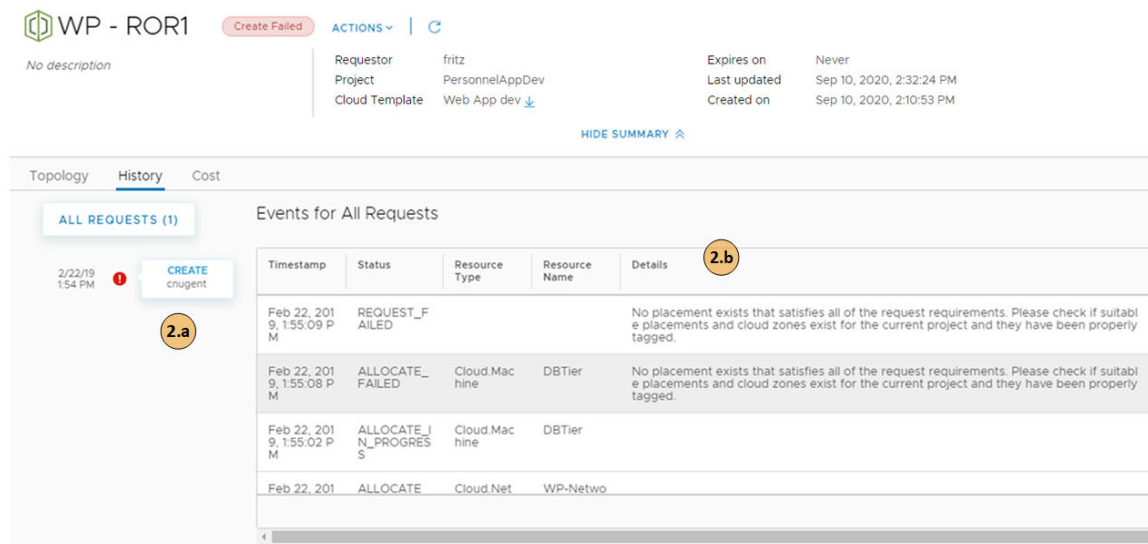 WP - ROR1 Create Failed ACTIONS
No description
Requestor fritz Expires on Never
Project PersonnelAppDev Last updated Sep 10, 2020, 2:32:24 PM
Cloud Template Web App dev Created on Sep 10, 2020, 2:10:53 PM
HIDE SUMMARY
Topology History Cost
ALL REQUESTS (1)
2/22/19
1:54 PM
CREATE
cnugent
2.a
Events for All Requests
2.b
Timestamp Status Resource Type Resource Name Details
Feb 22, 201
9, 1:55:09 P
M
REQUEST_F
AILED
No placement exists that satisfies all of the request requirements. Please check if suitabl
e placements and cloud zones exist for the current project and they have been properly
tagged.
Feb 22, 201
9, 1:55:08 P
M
ALLOCATE_
FAILED
Cloud.Mac
hine
DBTier
No placement exists that satisfies all of the request requirements. Please check if suitabl
e placements and cloud zones exist for the current project and they have been properly
tagged.
Feb 22, 201
9, 1:55:02 P
M
ALLOCATE_I
N_PROGRES
S
Cloud.Mac
hine
DBTier
Feb 22, 201 ALLOCATE Cloud.Net WP-Netwo